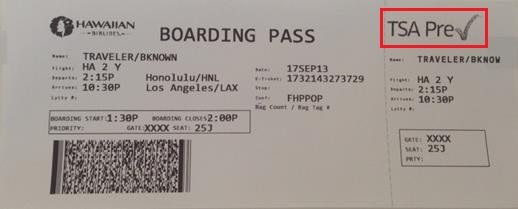 HAWAIIAN
AIRLINES
BOARDING PASS
TSA Pre✓
Name: TRAVELER/BKNOWN
Flight: HA 2 Y
Departs: 2:15P Honolulu/HNL
Arrives: 10:30P Los Angeles/LAX
Lylty #:
Date: 17SEP13
E-Ticket: 1732143273729
Stop:
Conf: FHPPOP
Bag Count / Bag Tag #
BOARDING START: 1:30P BOARDING CLOSES: 2:00P
PRIORITY: GATE: XXXX SEAT: 25J
Name: TRAVELER/BKNOW
Flight: HA 2 Y
Departs: 2:15P
Arrives: 10:30P
Lylty #:
GATE: XXXX
SEAT: 25J
PRTY: